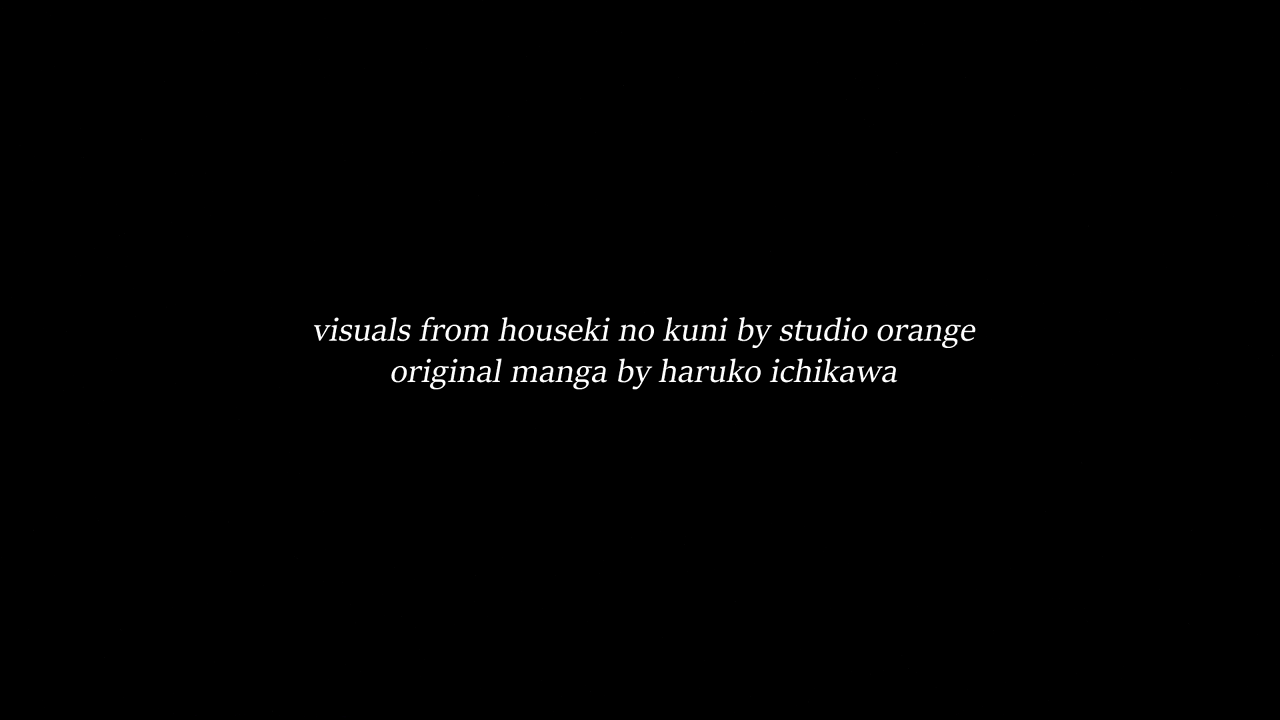 visuals from houseki no kuni by studio orange
original manga by haruko ichikawa